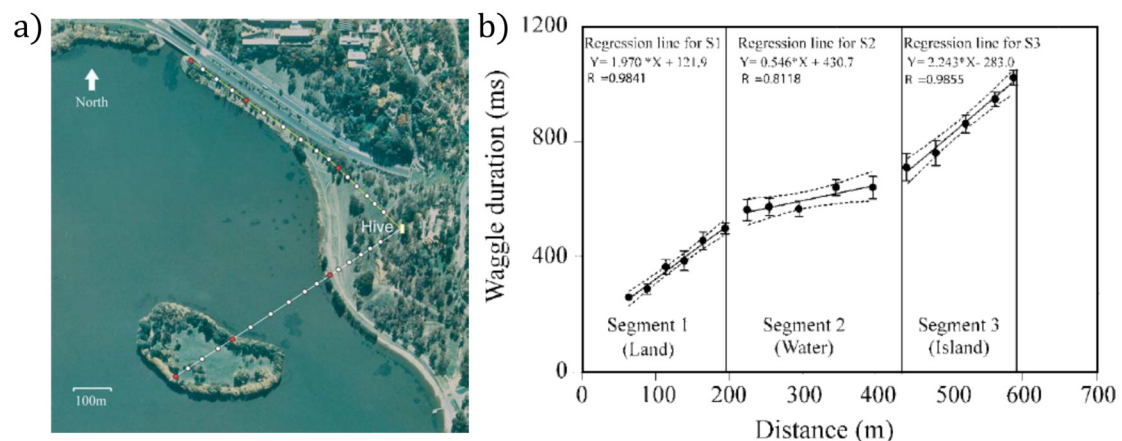 a)
North
Hive
100m
b)
Waggle duration (ms)
1200
800
400
0
Regression line for S1
Y= 1.970 *X + 121.9
R =0.9841
Regression line for S2
Y= 0.546*X + 430.7
R =0.8118
Regression line for S3
Y= 2.243*X- 283.0
R =0.9855
Segment 1
(Land)
Segment 2
(Water)
Segment 3
(Island)
0 100 200 300 400 500 600 700
Distance (m)